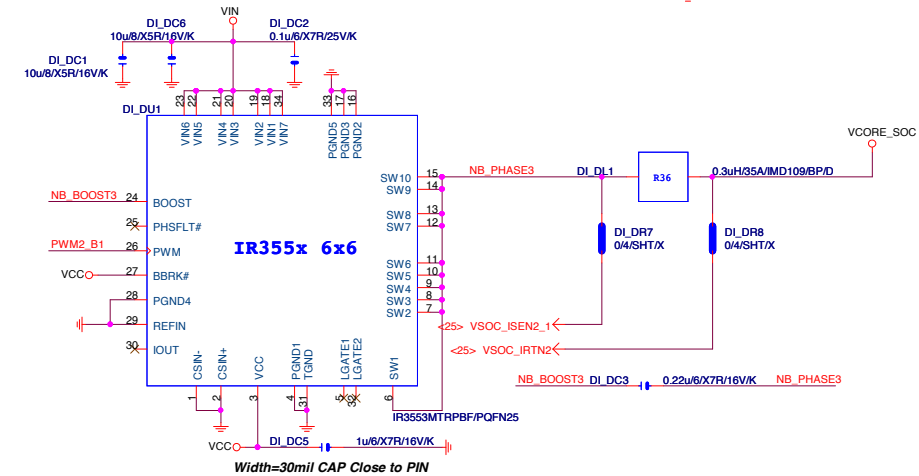 VIN
DI_DC6
10u/8/X5R/16V/K
DI_DC2
0.1u/6/X7R/25V/K
DI_DC1
10u/8/X5R/16V/K
DI_DU1
23 22 21 20 19 18 34 33 17 16
VIN6 VIN5 VIN4 VIN3 VIN2 VIN1 VIN7 PGND5 PGND3 PGND2
VCORE_SOC
SW10 15 NB_PHASE3 DI_DL1 R36 0.3uH/35A/IMD109/BP/D
SW9 14
NB_BOOST3 24 BOOST
SW8 13
SW7 12
25 PHSFLT#
DI_DR7
0/4/SHT/X
DI_DR8
0/4/SHT/X
PWM2_B1 26 PWM
IR355x 6x6
SW6 11
SW5 10
VCC 27 BBRK#
SW4 9
SW3 8
28 PGND4
SW2 7
29 REFIN
<25> VSOC_ISEN2_1
30 IOUT
<25> VSOC_IRTN2
CSIN- CSIN+ VCC PGND1 TGND LGATE1 LGATE2 SW1
1 2 3 4 31 5 32 6
NB_BOOST3 DI_DC3 0.22u/6/X7R/16V/K NB_PHASE3
IR3553MTRPBF/PQFN25
VCC DI_DC5 1u/6/X7R/16V/K
Width=30mil CAP Close to PIN